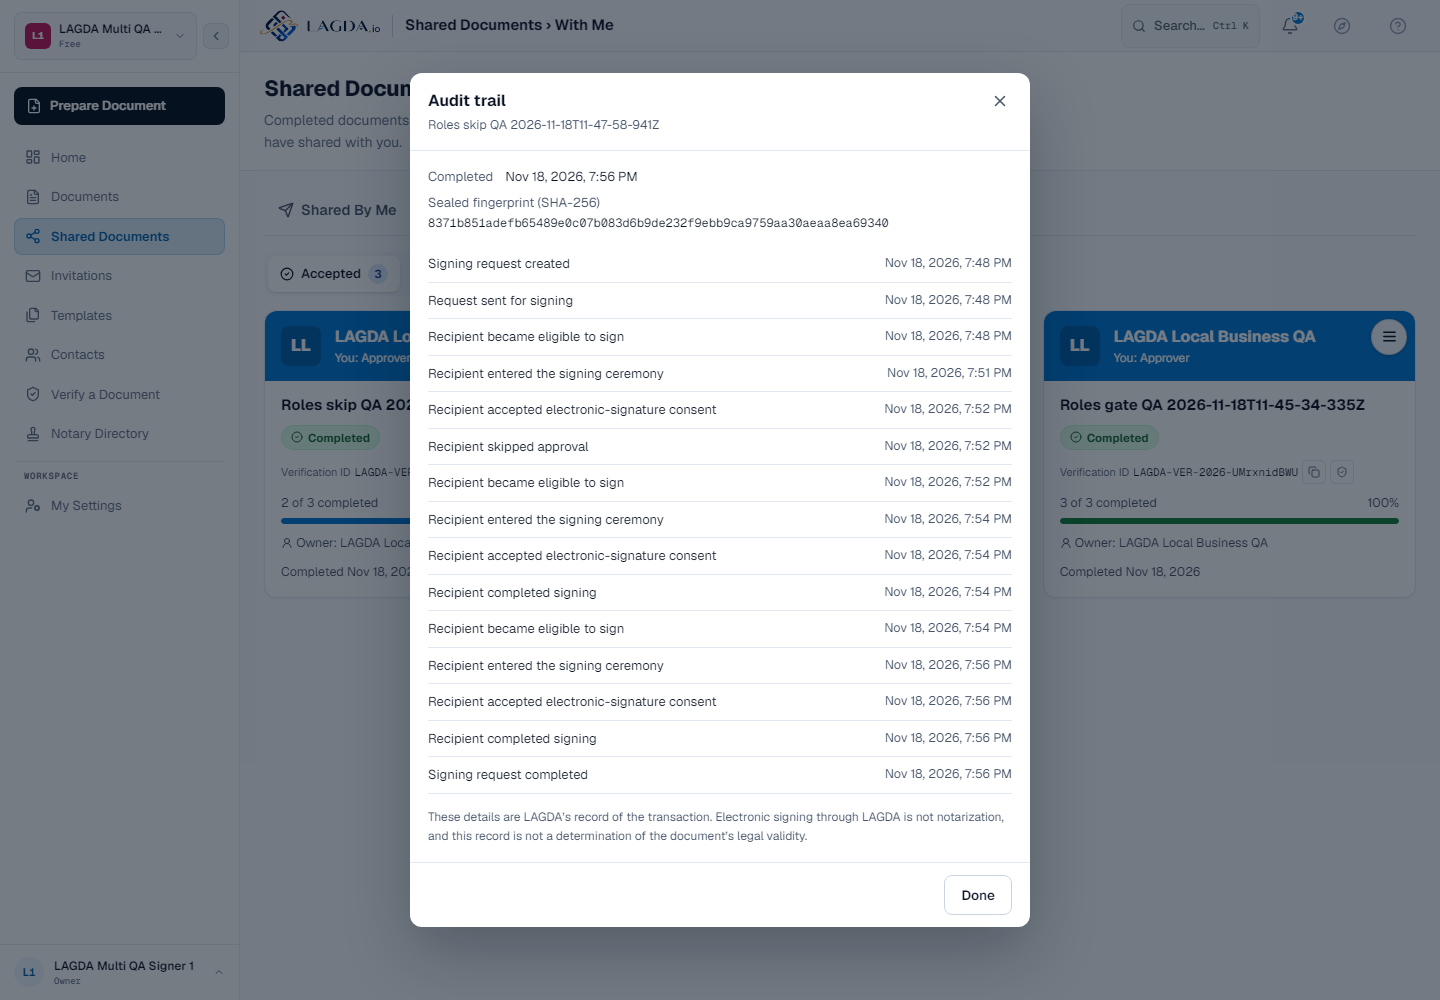 L1
LAGDA Multi QA ...
Free
LAGDA.io
Shared Documents › With Me
Search...
Ctrl K
9+
Prepare Document
Home
Documents
Shared Documents
Invitations
Templates
Contacts
Verify a Document
Notary Directory
WORKSPACE
My Settings
L1
LAGDA Multi QA Signer 1
Owner
Shared Docum
Completed documents
have shared with you.
Shared By Me
Accepted 3
LL
LAGDA Lo
You: Approver
Roles skip QA 202
Completed
Verification ID LAGDA-VER
2 of 3 completed
Owner: LAGDA Loca
Completed Nov 18, 202
LL
LAGDA Local Business QA
You: Approver
Roles gate QA 2026-11-18T11-45-34-335Z
Completed
Verification ID LAGDA-VER-2026-UMrxnidBWU
3 of 3 completed 100%
Owner: LAGDA Local Business QA
Completed Nov 18, 2026
Audit trail
Roles skip QA 2026-11-18T11-47-58-941Z
Completed Nov 18, 2026, 7:56 PM
Sealed fingerprint (SHA-256)
8371b851adefb65489e0c07b083d6b9de232f9ebb9ca9759aa30aeaa8ea69340
Signing request created Nov 18, 2026, 7:48 PM
Request sent for signing Nov 18, 2026, 7:48 PM
Recipient became eligible to sign Nov 18, 2026, 7:48 PM
Recipient entered the signing ceremony Nov 18, 2026, 7:51 PM
Recipient accepted electronic-signature consent Nov 18, 2026, 7:52 PM
Recipient skipped approval Nov 18, 2026, 7:52 PM
Recipient became eligible to sign Nov 18, 2026, 7:52 PM
Recipient entered the signing ceremony Nov 18, 2026, 7:54 PM
Recipient accepted electronic-signature consent Nov 18, 2026, 7:54 PM
Recipient completed signing Nov 18, 2026, 7:54 PM
Recipient became eligible to sign Nov 18, 2026, 7:54 PM
Recipient entered the signing ceremony Nov 18, 2026, 7:56 PM
Recipient accepted electronic-signature consent Nov 18, 2026, 7:56 PM
Recipient completed signing Nov 18, 2026, 7:56 PM
Signing request completed Nov 18, 2026, 7:56 PM
These details are LAGDA's record of the transaction. Electronic signing through LAGDA is not notarization,
and this record is not a determination of the document's legal validity.
Done